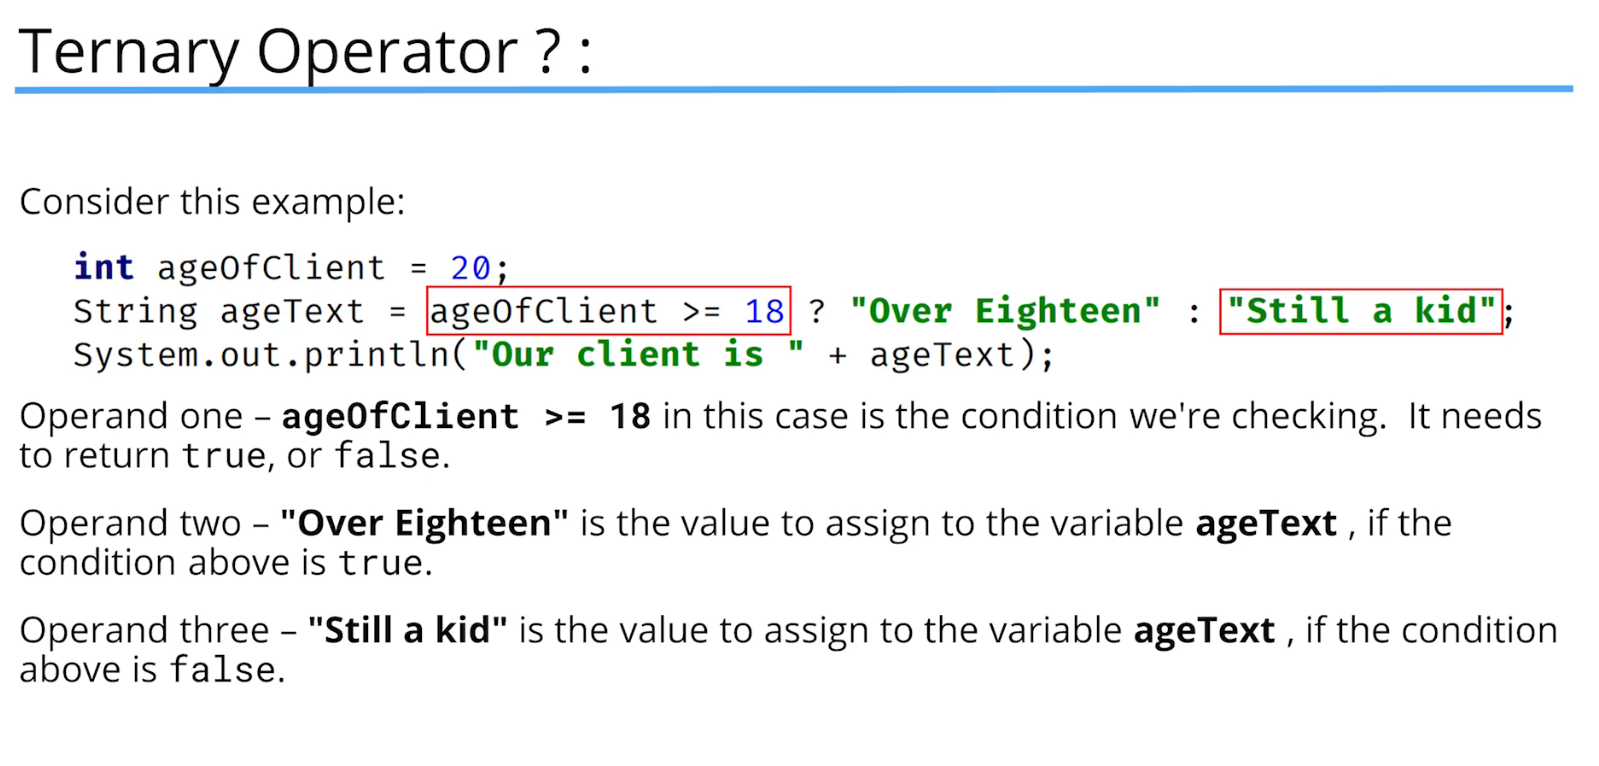 Ternary Operator ? :
Consider this example:
int ageOfClient = 20;
String ageText = ageOfClient >= 18 ? "Over Eighteen" : "Still a kid";
System.out.println("Our client is " + ageText);
Operand one – ageOfClient >= 18 in this case is the condition we're checking.  It needs
to return true, or false.
Operand two – "Over Eighteen" is the value to assign to the variable ageText , if the
condition above is true.
Operand three – "Still a kid" is the value to assign to the variable ageText , if the condition
above is false.